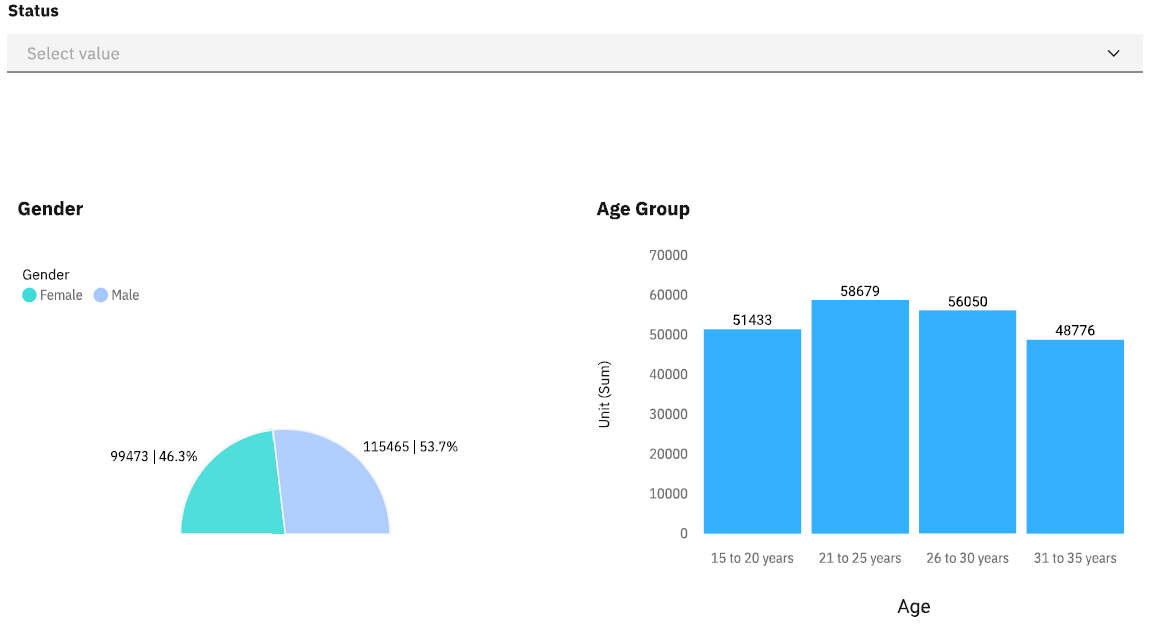 Status
Select value
Gender
Gender
Female Male
99473 | 46.3%
115465 | 53.7%
Age Group
70000
60000
50000
40000
30000
20000
10000
0
Unit (Sum)
51433
58679
56050
48776
15 to 20 years 21 to 25 years 26 to 30 years 31 to 35 years
Age